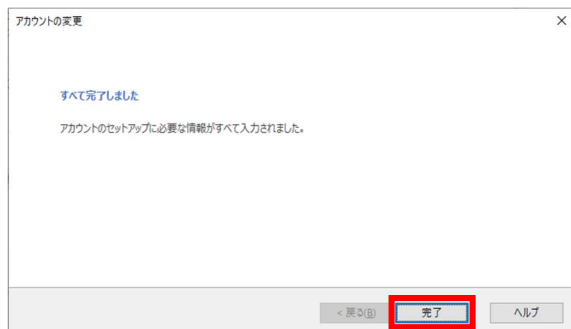 アカウントの変更
すべて完了しました
アカウントのセットアップに必要な情報がすべて入力されました。
< 戻る(B) 完了 ヘルプ